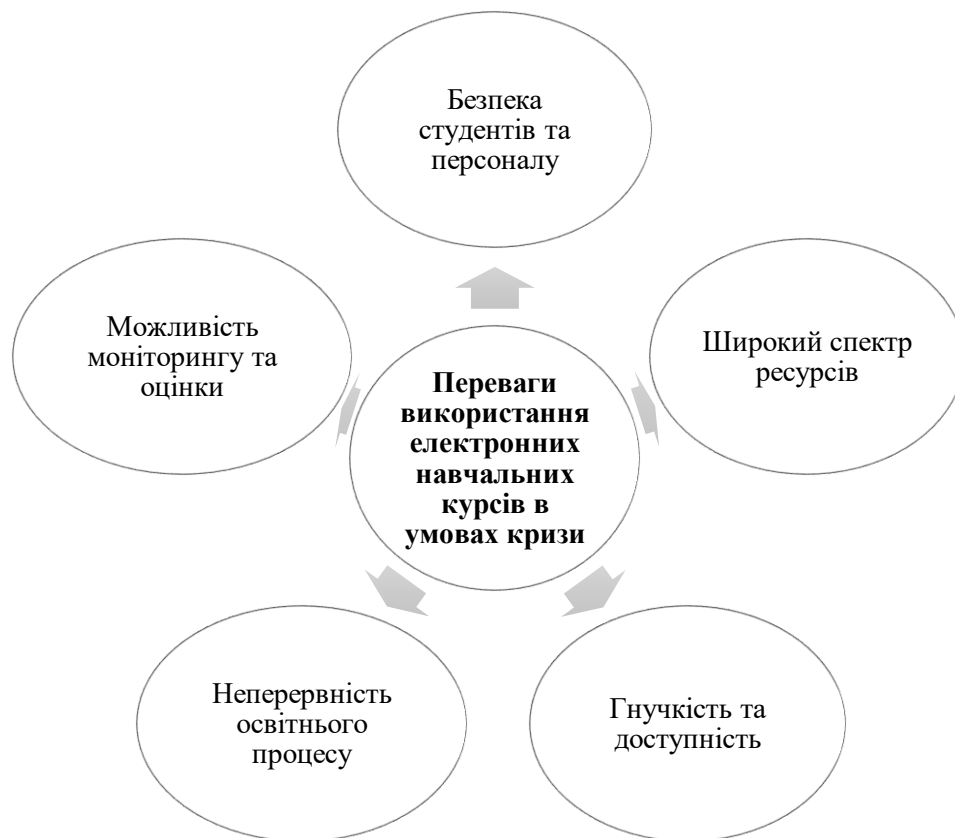 Безпека
студентів та
персоналу
Можливість
моніторингу та
оцінки
Широкий спектр
ресурсів
Переваги
використання
електронних
навчальних
курсів в
умовах кризи
Неперервність
освітнього
процесу
Гнучкість та
доступність